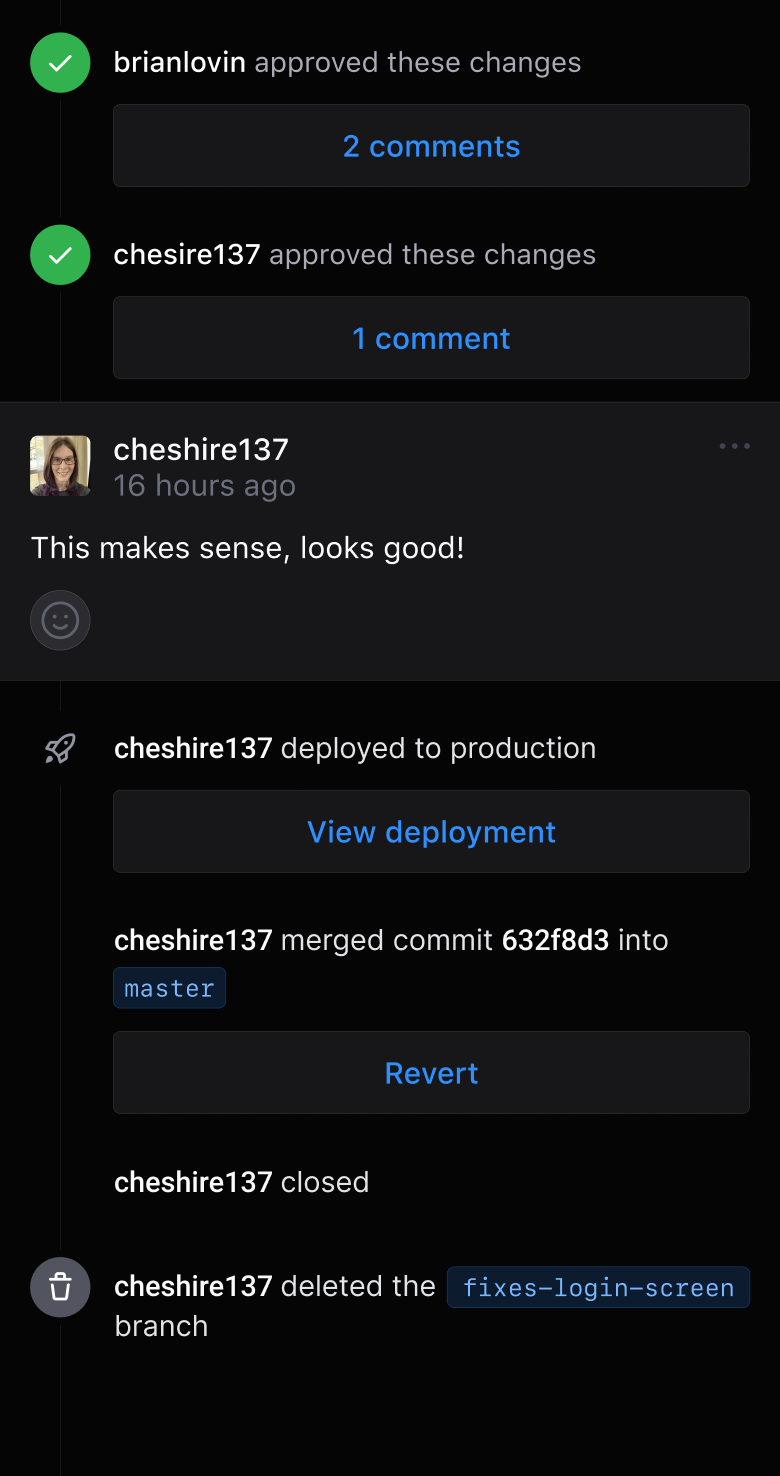 brianlovin approved these changes
2 comments
chesire137 approved these changes
1 comment
cheshire137
16 hours ago
This makes sense, looks good!
cheshire137 deployed to production
View deployment
cheshire137 merged commit 632f8d3 into
master
Revert
cheshire137 closed
cheshire137 deleted the fixes-login-screen
branch